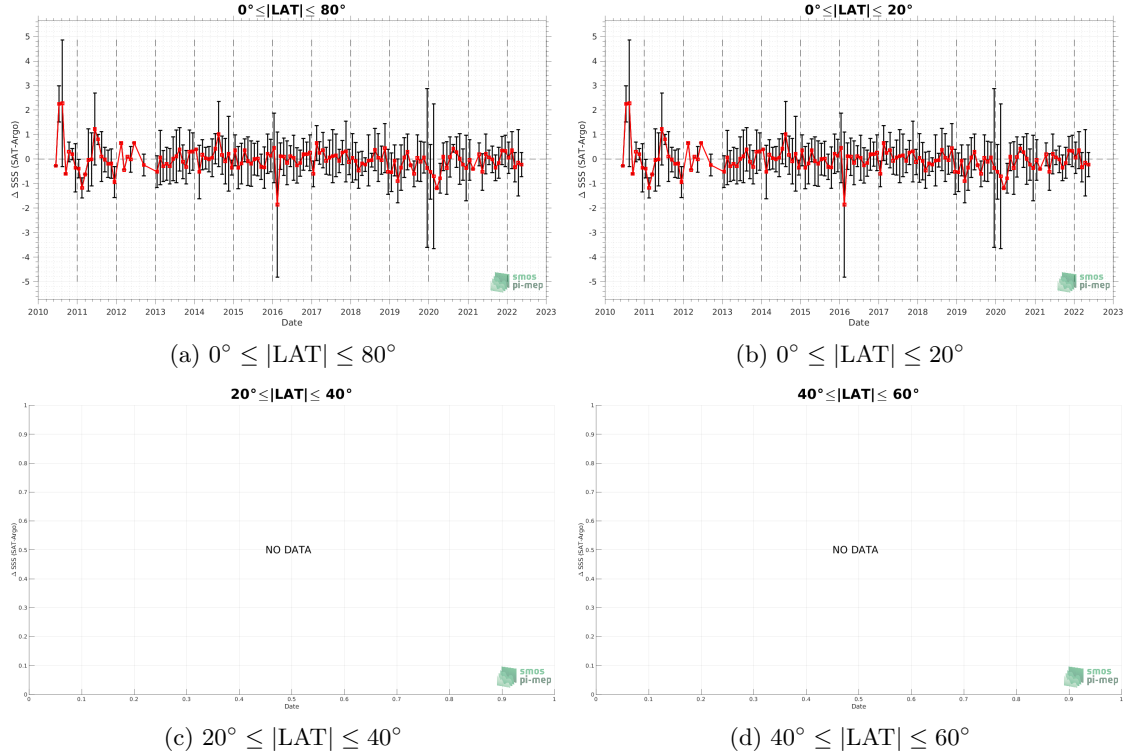 0°≤|LAT|≤ 80°
Δ SSS (SAT-Argo)
5
4
3
2
1
0
-1
-2
-3
-4
-5
2010 2011 2012 2013 2014 2015 2016 2017 2018 2019 2020 2021 2022 2023
Date
smos
pi-mep
(a) 0° ≤ |LAT| ≤ 80°
0°≤|LAT|≤ 20°
Δ SSS (SAT-Argo)
5
4
3
2
1
0
-1
-2
-3
-4
-5
2010 2011 2012 2013 2014 2015 2016 2017 2018 2019 2020 2021 2022 2023
Date
smos
pi-mep
(b) 0° ≤ |LAT| ≤ 20°
20°≤|LAT|≤ 40°
Δ SSS (SAT-Argo)
1
0.9
0.8
0.7
0.6
0.5
0.4
0.3
0.2
0.1
0
NO DATA
0 0.1 0.2 0.3 0.4 0.5 0.6 0.7 0.8 0.9 1
Date
smos
pi-mep
(c) 20° ≤ |LAT| ≤ 40°
40°≤|LAT|≤ 60°
Δ SSS (SAT-Argo)
1
0.9
0.8
0.7
0.6
0.5
0.4
0.3
0.2
0.1
0
NO DATA
0 0.1 0.2 0.3 0.4 0.5 0.6 0.7 0.8 0.9 1
Date
smos
pi-mep
(d) 40° ≤ |LAT| ≤ 60°